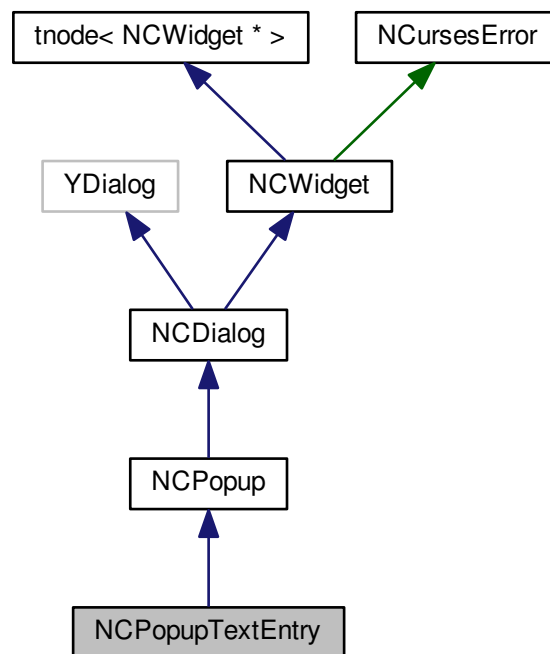 tnode< NCWidget * >
NCursesError
YDialog
NCWidget
NCDialog
NCPopup
NCPopupTextEntry